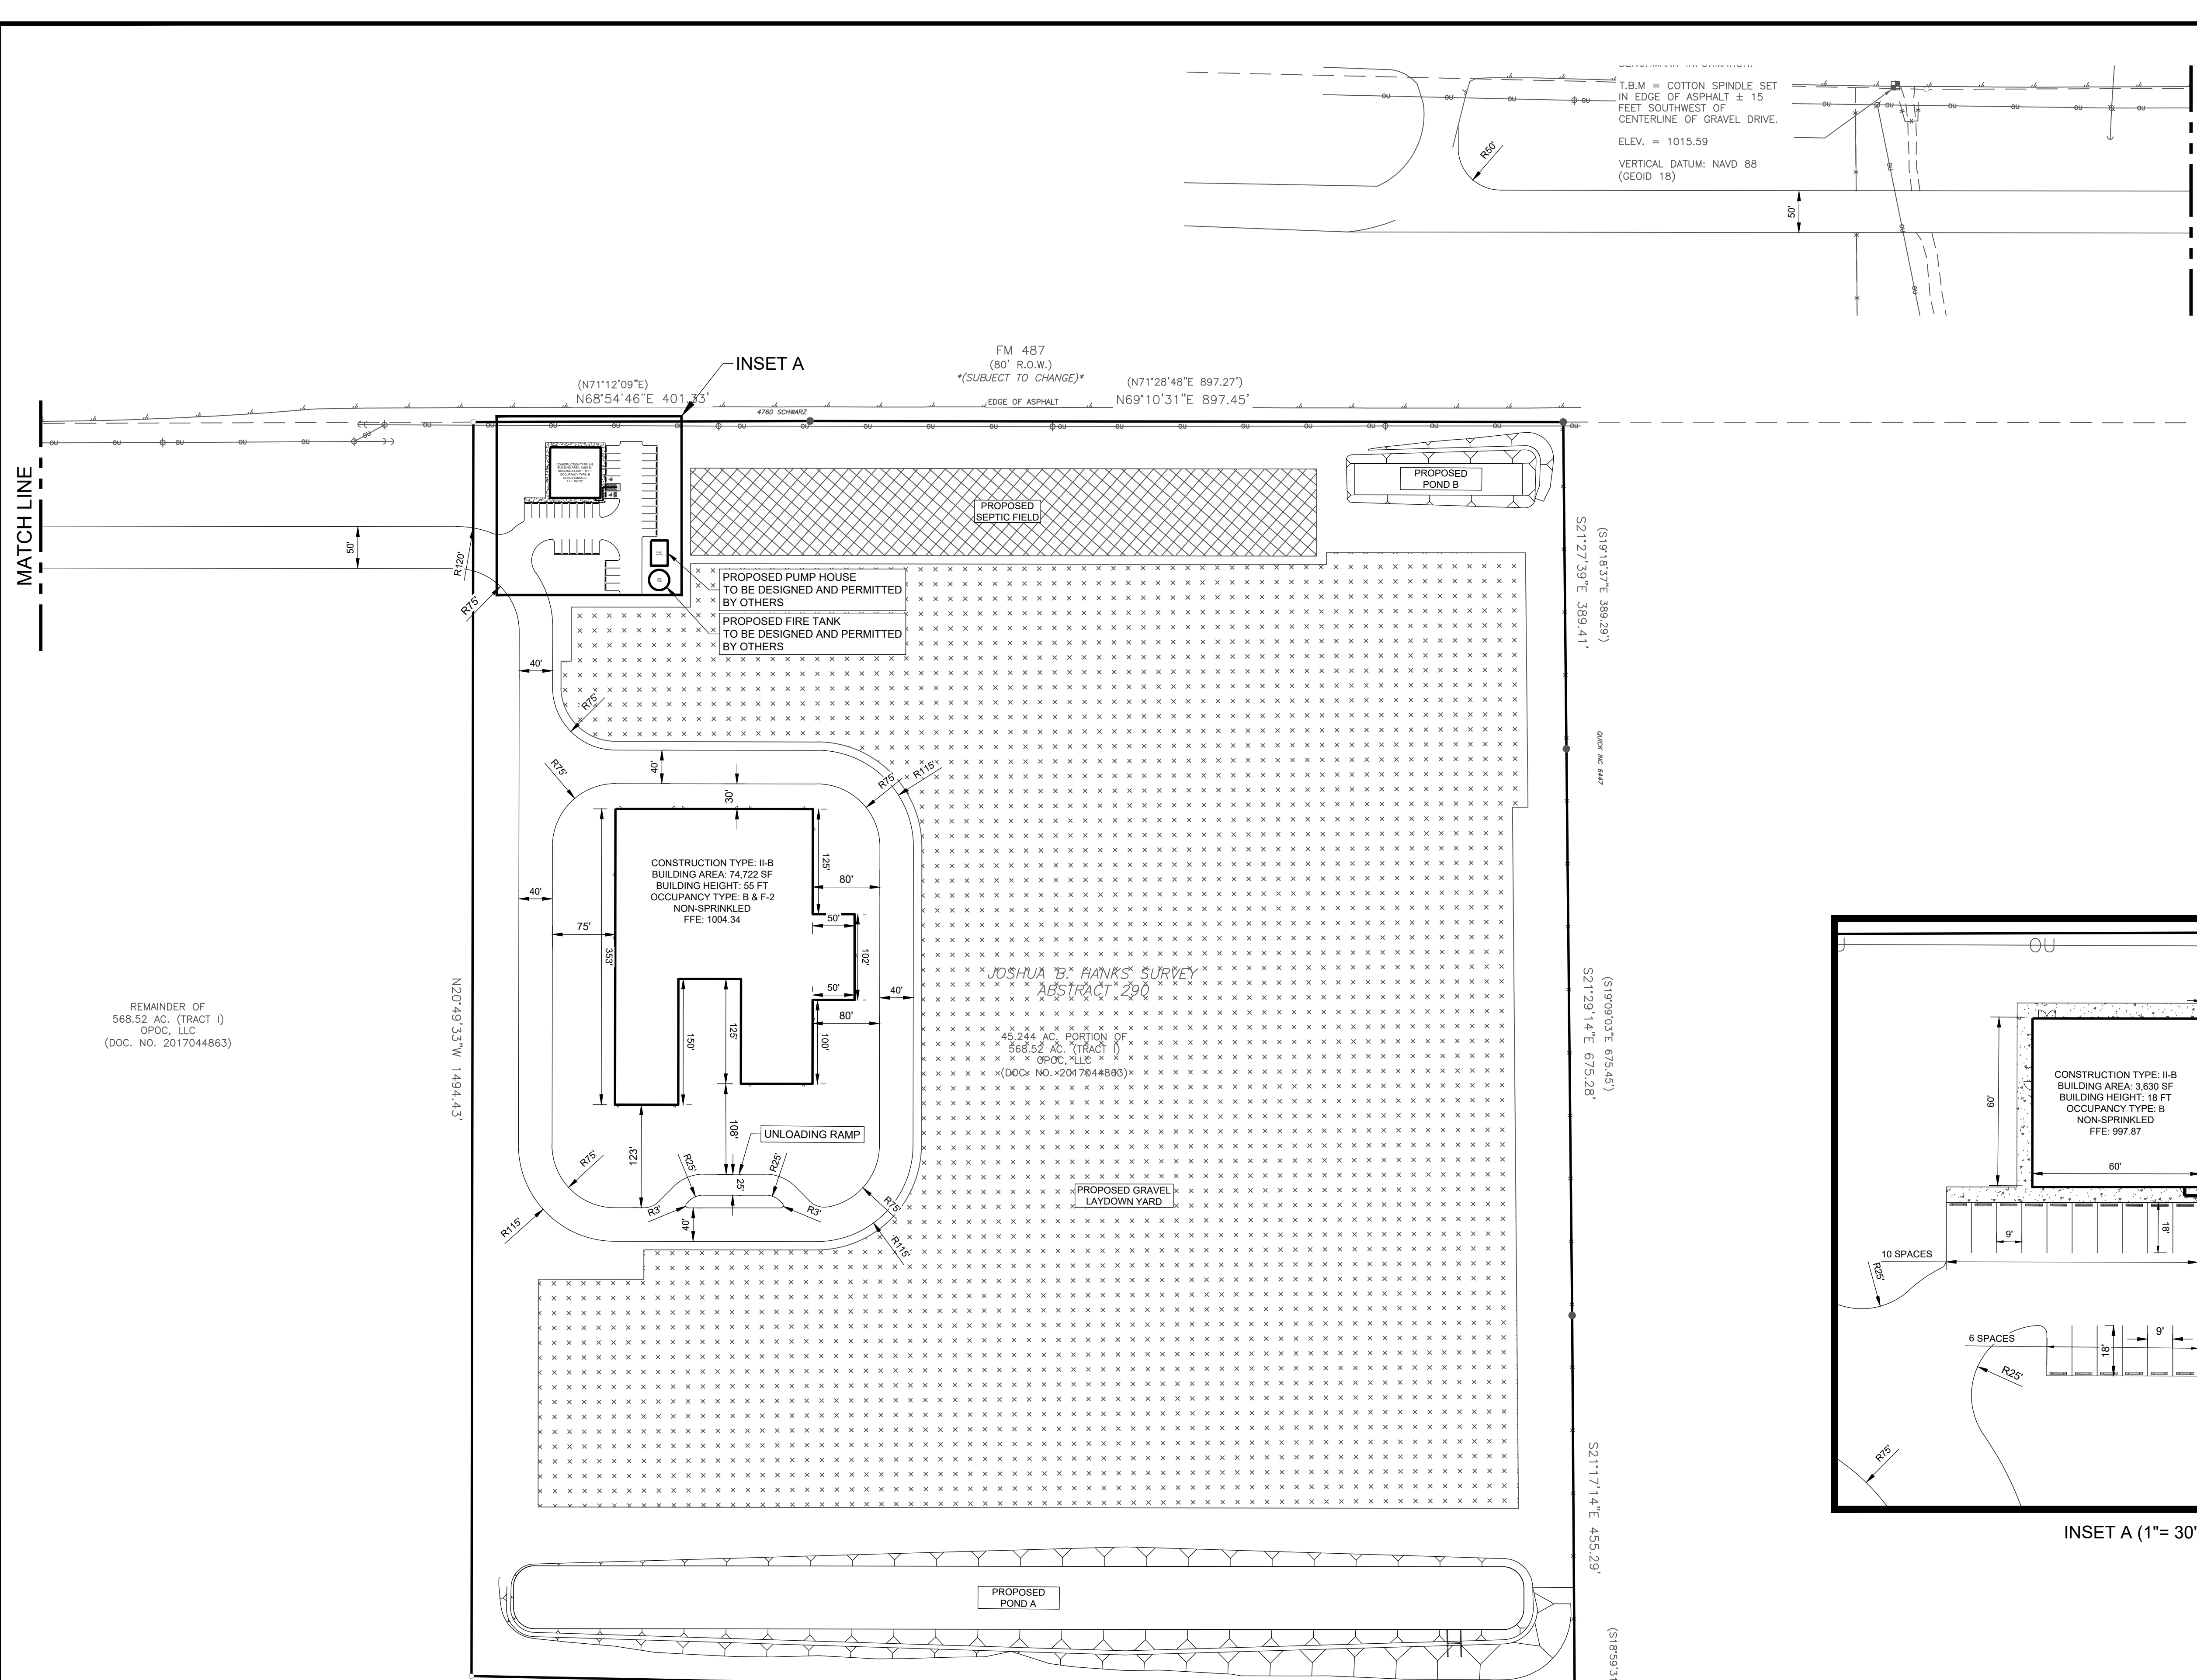 T.B.M = COTTON SPINDLE SET
IN EDGE OF ASPHALT ± 15
FEET SOUTHWEST OF
CENTERLINE OF GRAVEL DRIVE.
ELEV. = 1015.59
VERTICAL DATUM: NAVD 88
(GEOID 18)
R50'
50'
OU
INSET A
FM 487
(80' R.O.W.)
*(SUBJECT TO CHANGE)*
(N71°12'09"E)
N68°54'46"E 401.33'
(N71°28'48"E 897.27')
N69°10'31"E 897.45'
EDGE OF ASPHALT
4760 SCHWARZ
MATCH LINE
50'
R120'
R75'
PROPOSED
SEPTIC FIELD
PROPOSED
POND B
PROPOSED PUMP HOUSE
TO BE DESIGNED AND PERMITTED
BY OTHERS
PROPOSED FIRE TANK
TO BE DESIGNED AND PERMITTED
BY OTHERS
S21°27'39"E 389.41'
(S19°18'37"E 389.29')
QUICK INC 6447
40'
R75'
R75'
40'
30'
R75'
R115'
CONSTRUCTION TYPE: II-B
BUILDING AREA: 74,722 SF
BUILDING HEIGHT: 55 FT
OCCUPANCY TYPE: B & F-2
NON-SPRINKLED
FFE: 1004.34
125'
80'
50'
40'
75'
353'
102'
50'
40'
80'
150'
125'
100'
123'
108'
UNLOADING RAMP
R75'
R25'
R25'
25'
R3'
R3'
40'
R75'
R115'
R115'
JOSHUA B. HANKS SURVEY
ABSTRACT 290
45.244 AC. PORTION OF
568.52 AC. (TRACT I)
OPOC, LLC
(DOC. NO. 2017044863)
PROPOSED GRAVEL
LAYDOWN YARD
REMAINDER OF
568.52 AC. (TRACT I)
OPOC, LLC
(DOC. NO. 2017044863)
N20°49'33"W 1494.43'
S21°29'14"E 675.28'
(S19°09'03"E 675.45')
S21°17'14"E 455.29'
(S18°59'31
PROPOSED
POND A
OU
CONSTRUCTION TYPE: II-B
BUILDING AREA: 3,630 SF
BUILDING HEIGHT: 18 FT
OCCUPANCY TYPE: B
NON-SPRINKLED
FFE: 997.87
60'
60'
18'
9'
10 SPACES
R25'
6 SPACES
18'
9'
R25'
R75'
INSET A (1"= 30'